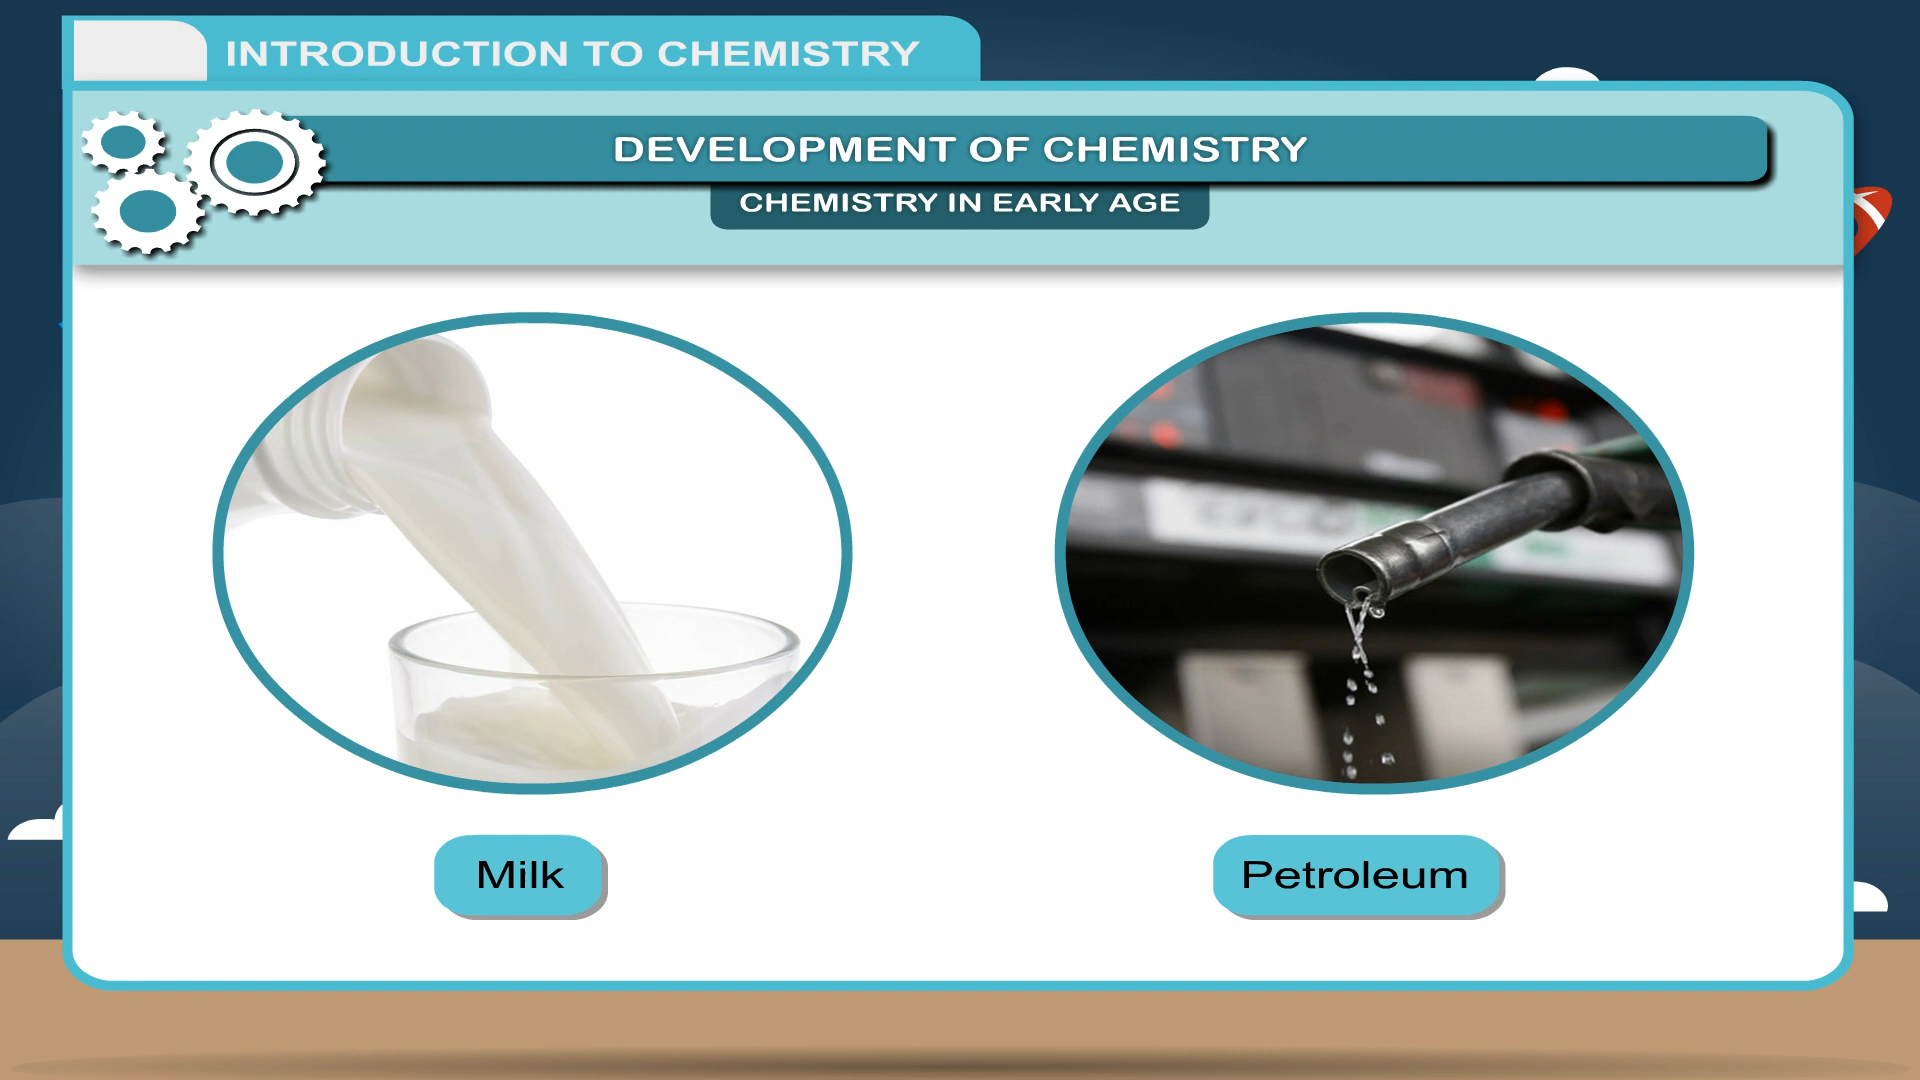 INTRODUCTION TO CHEMISTRY
DEVELOPMENT OF CHEMISTRY
CHEMISTRY IN EARLY AGE
Milk
Petroleum